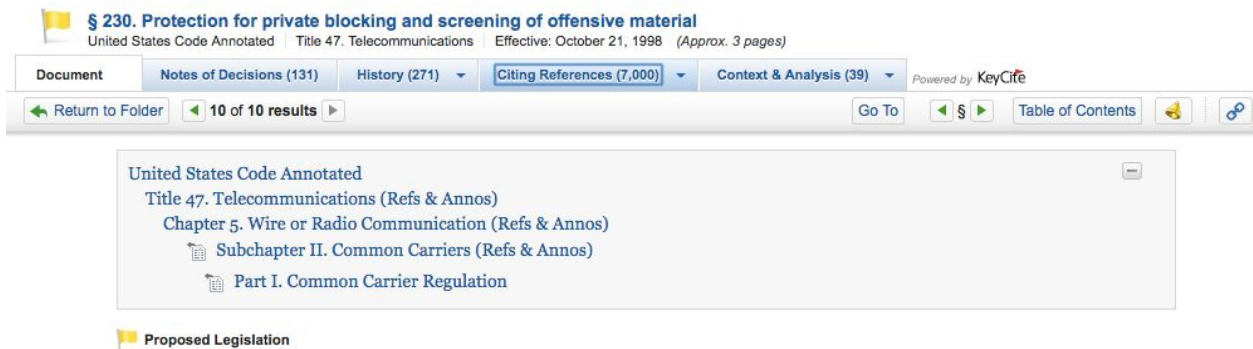 § 230. Protection for private blocking and screening of offensive material
United States Code Annotated Title 47. Telecommunications Effective: October 21, 1998 (Approx. 3 pages)
Document Notes of Decisions (131) History (271) Citing References (7,000) Context & Analysis (39) Powered by KeyCite
Return to Folder 10 of 10 results Go To § Table of Contents
United States Code Annotated
Title 47. Telecommunications (Refs & Annos)
Chapter 5. Wire or Radio Communication (Refs & Annos)
Subchapter II. Common Carriers (Refs & Annos)
Part I. Common Carrier Regulation
Proposed Legislation